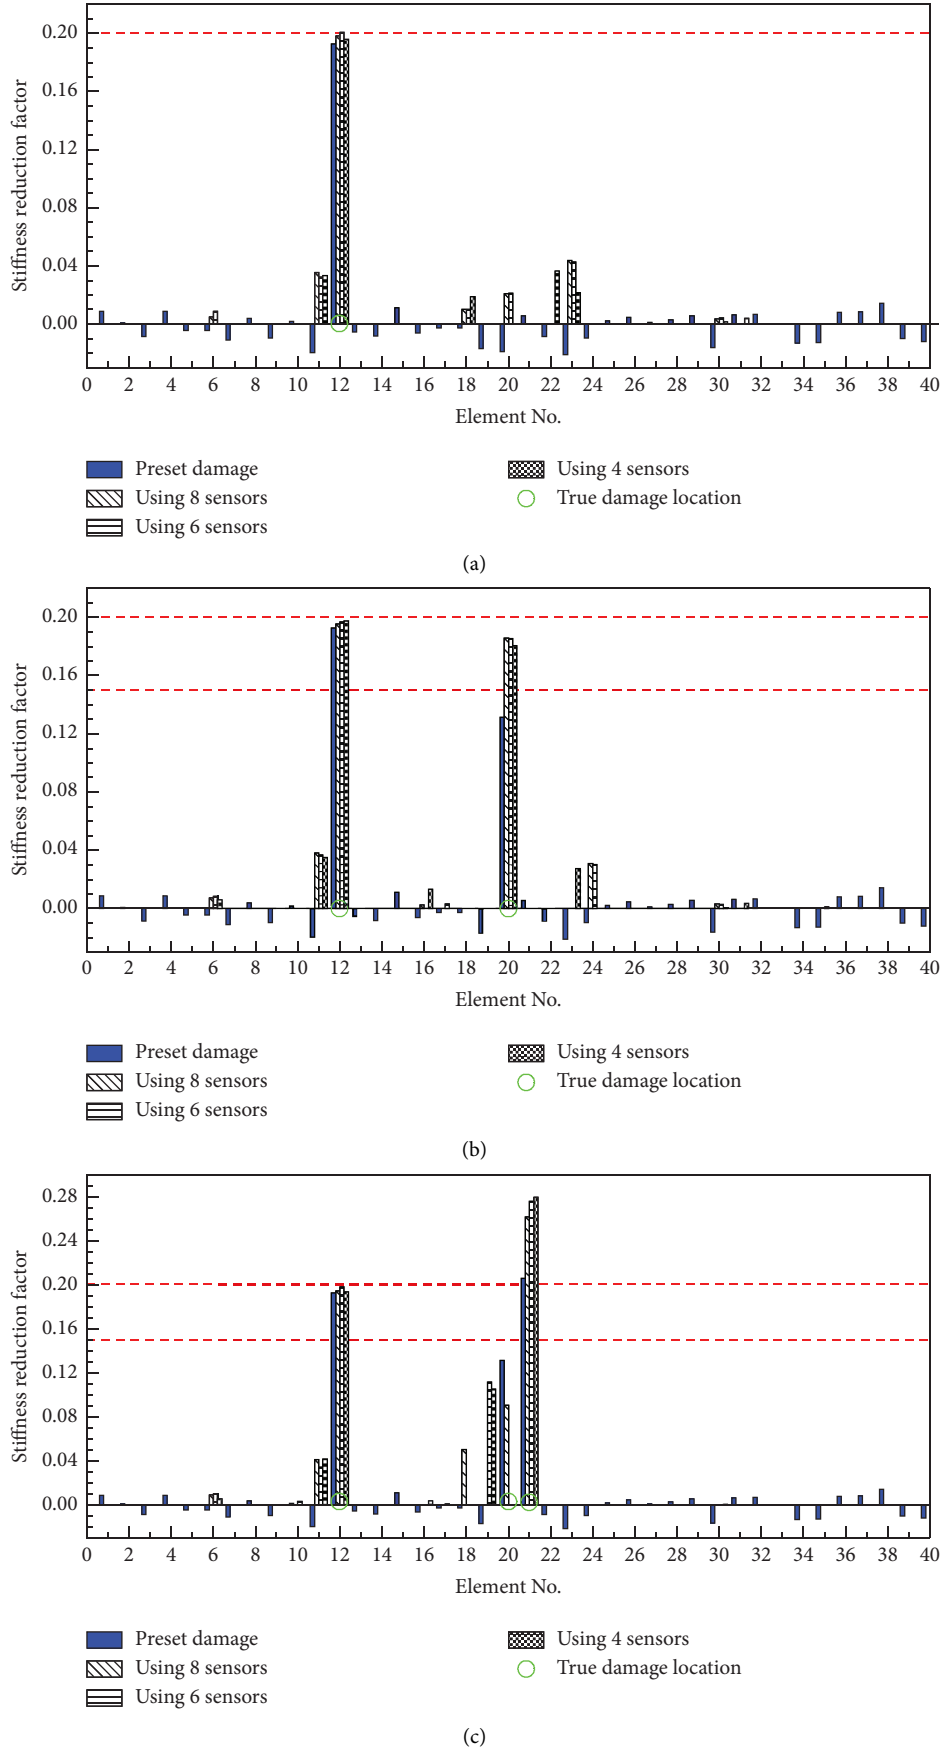 0.20
0.16
0.12
0.08
0.04
0.00
Stiffness reduction factor
0 2 4 6 8 10 12 14 16 18 20 22 24 26 28 30 32 34 36 38 40
Element No.
Preset damage
Using 8 sensors
Using 6 sensors
Using 4 sensors
True damage location
(a)
0.20
0.16
0.12
0.08
0.04
0.00
Stiffness reduction factor
0 2 4 6 8 10 12 14 16 18 20 22 24 26 28 30 32 34 36 38 40
Element No.
Preset damage
Using 8 sensors
Using 6 sensors
Using 4 sensors
True damage location
(b)
0.28
0.24
0.20
0.16
0.12
0.08
0.04
0.00
Stiffness reduction factor
0 2 4 6 8 10 12 14 16 18 20 22 24 26 28 30 32 34 36 38 40
Element No.
Preset damage
Using 8 sensors
Using 6 sensors
Using 4 sensors
True damage location
(c)